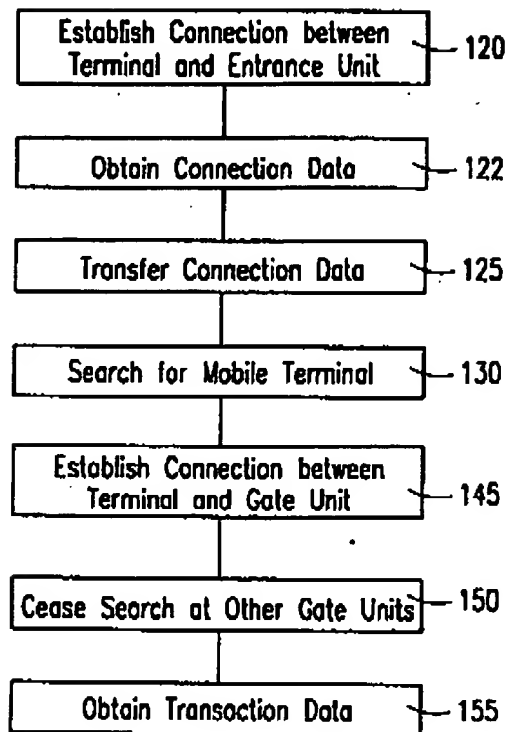 Establish Connection between
Terminal and Entrance Unit
120
Obtain Connection Data
122
Transfer Connection Data
125
Search for Mobile Terminal
130
Establish Connection between
Terminal and Gate Unit
145
Cease Search at Other Gate Units
150
Obtain Transaction Data
155